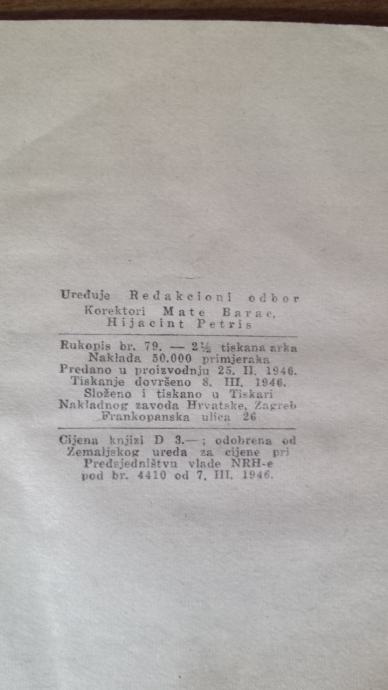 Uređuje Redakcioni odbor
Korektori Mate Barac,
Hijacint Petris
Rukopis br. 79. — 2½ tiskana arka
Naklada 50.000 primjeraka
Predano u proizvodnju 25. II. 1946.
Tiskanje dovršeno 8. III. 1946.
Složeno i tiskano u Tiskari
Nakladnog zavoda Hrvatske, Zagreb
Frankopanska ulica 26
Cijena knjizi D 3.—; odobrena od
Zemaljskog ureda za cijene pri
Predsjedništvu vlade NRH-e
pod br. 4410 od 7. III. 1946.